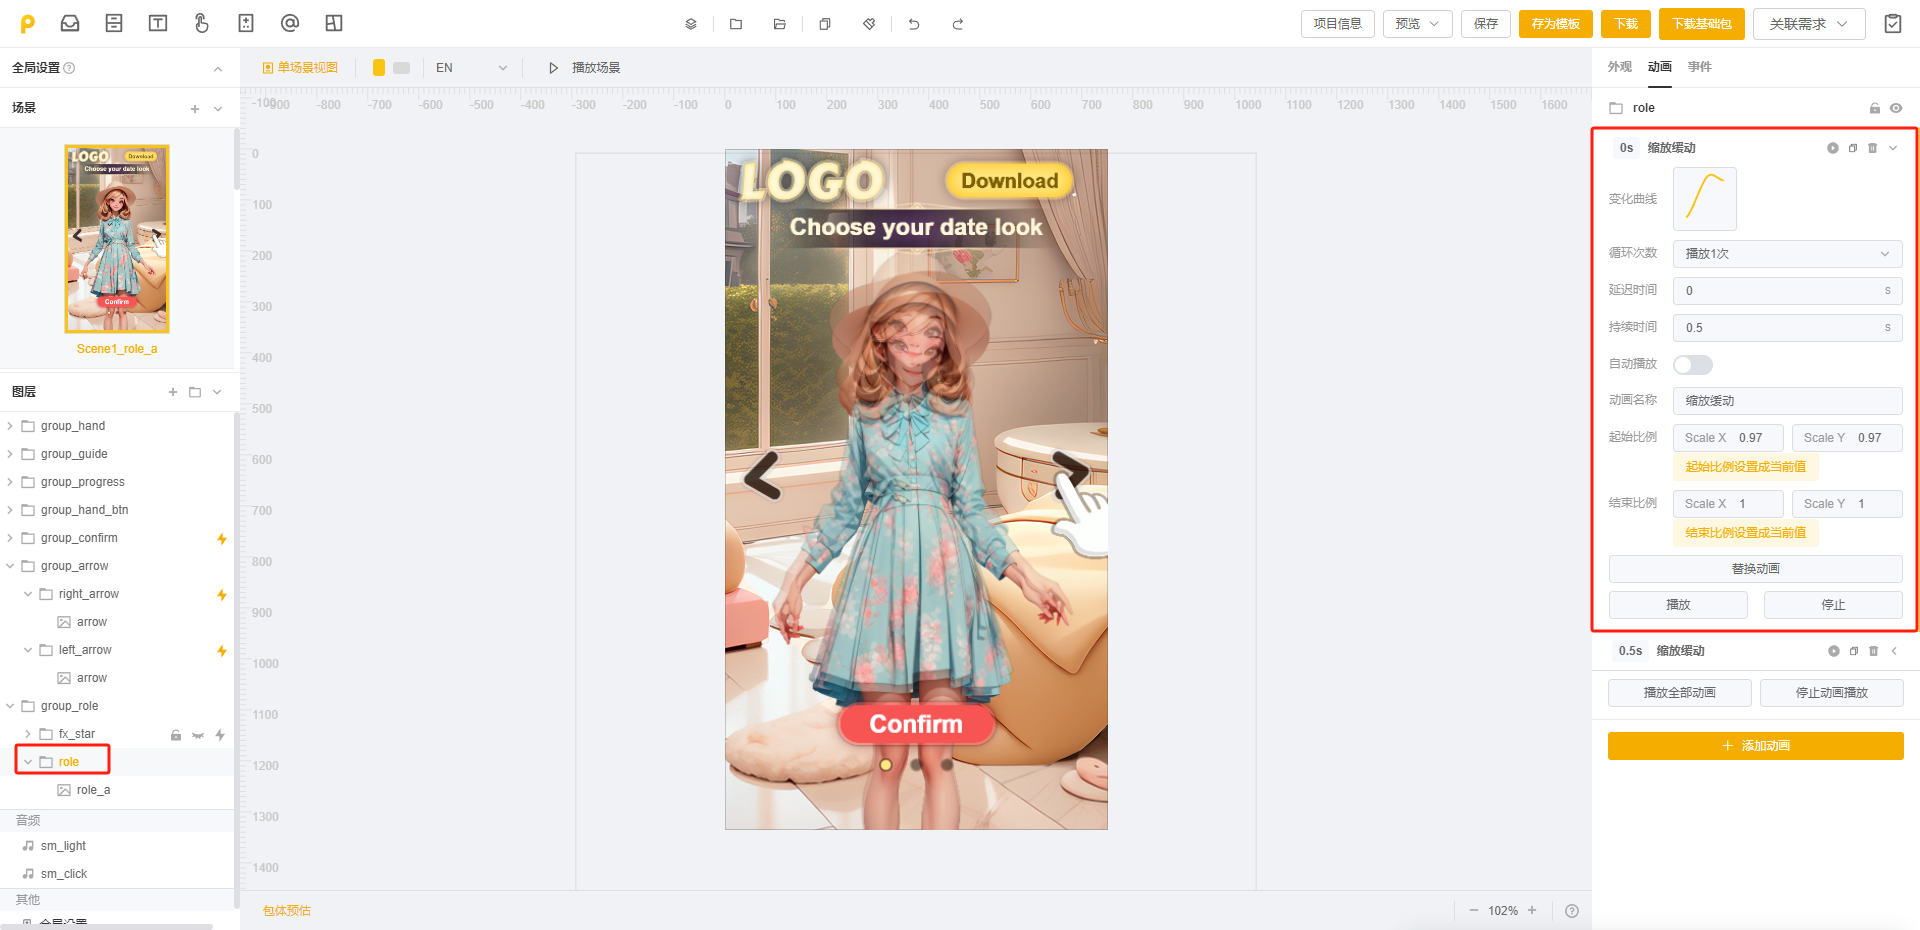 项目信息
预览
保存
存为模板
下载
下载基础包
关联需求
全局设置
单场景视图
EN
播放场景
外观 动画 事件
场景
-100
-900 -800 -700 -600 -500 -400 -300 -200 -100 0 100 200 300 400 500 600 700 800 900 1000 1100 1200 1300 1400 1500 1600
0
100
200
300
400
500
600
700
800
900
1000
1100
1200
1300
1400
LOGO
Download
Choose your date look
Confirm
Scene1_role_a
图层
group_hand
group_guide
group_progress
group_hand_btn
group_confirm
group_arrow
right_arrow
arrow
left_arrow
arrow
group_role
fx_star
role
role_a
音频
sm_light
sm_click
其他
全局设置
LOGO
Download
Choose your date look
Confirm
包体预估
102%
role
0s 缩放缓动
变化曲线
循环次数 播放1次
延迟时间 0 s
持续时间 0.5 s
自动播放
动画名称 缩放缓动
起始比例 Scale X 0.97 Scale Y 0.97
起始比例设置成当前值
结束比例 Scale X 1 Scale Y 1
结束比例设置成当前值
替换动画
播放 停止
0.5s 缩放缓动
播放全部动画 停止动画播放
添加动画